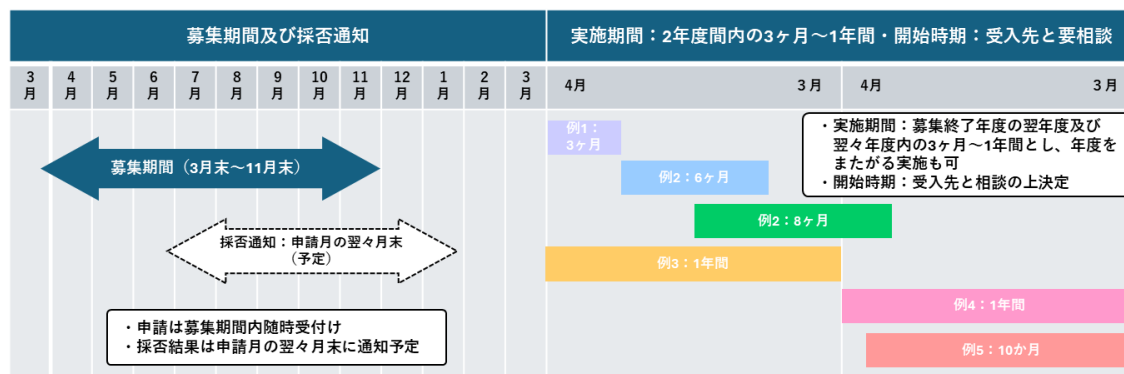 募集期間及び採否通知
実施期間：2年度間内の3ヶ月～1年間・開始時期：受入先と要相談
3月
4月
5月
6月
7月
8月
9月
10月
11月
12月
1月
2月
3月
4月
3月
4月
3月
募集期間（3月末～11月末）
採否通知：申請月の翌々月末
（予定）
・申請は募集期間内随時受付け
・採否結果は申請月の翌々月末に通知予定
例1：
3ヶ月
例2：6ヶ月
例2：8ヶ月
例3：1年間
例4：1年間
例5：10か月
・実施期間：募集終了年度の翌年度及び
翌々年度内の3ヶ月～1年間とし、年度を
またがる実施も可
・開始時期：受入先と相談の上決定